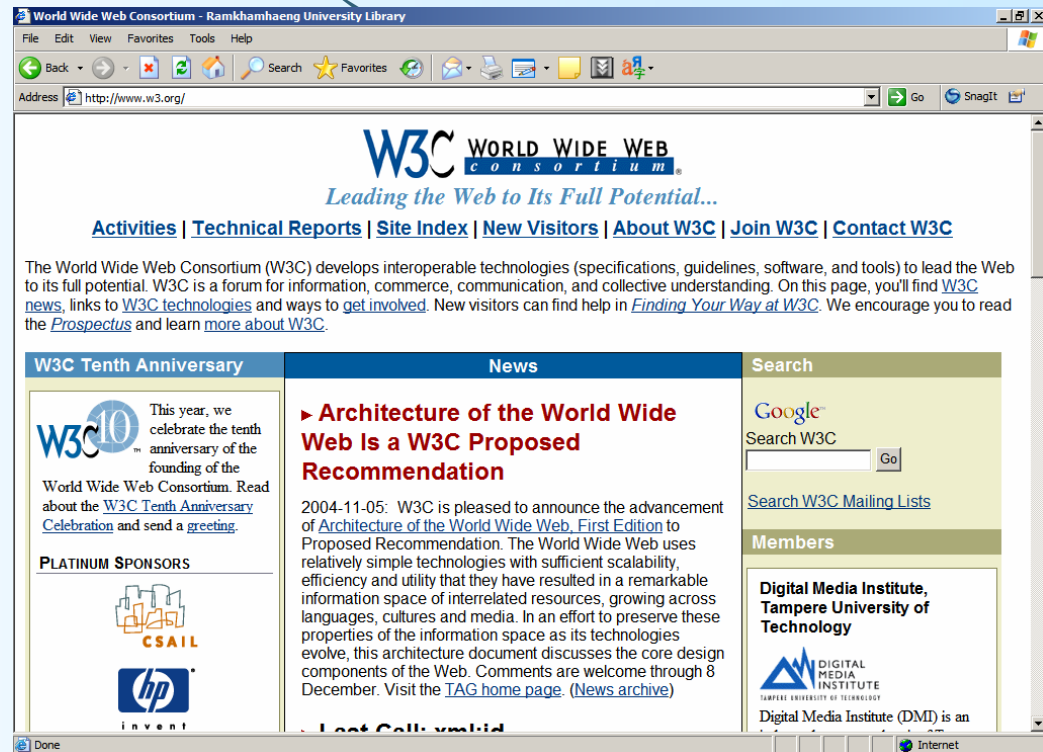 World Wide Web Consortium - Ramkhamhaeng University Library
File Edit View Favorites Tools Help
Back Search Favorites
Address http://www.w3.org/ Go SnagIt
W3C WORLD WIDE WEB
consortium
Leading the Web to Its Full Potential...
Activities | Technical Reports | Site Index | New Visitors | About W3C | Join W3C | Contact W3C
The World Wide Web Consortium (W3C) develops interoperable technologies (specifications, guidelines, software, and tools) to lead the Web
to its full potential. W3C is a forum for information, commerce, communication, and collective understanding. On this page, you'll find W3C
news, links to W3C technologies and ways to get involved. New visitors can find help in Finding Your Way at W3C. We encourage you to read
the Prospectus and learn more about W3C.
W3C Tenth Anniversary
W3C 10 ™
This year, we
celebrate the tenth
anniversary of the
founding of the
World Wide Web Consortium. Read
about the W3C Tenth Anniversary
Celebration and send a greeting.
PLATINUM SPONSORS
CSAIL
hp
invent
News
▸ Architecture of the World Wide
Web Is a W3C Proposed
Recommendation
2004-11-05: W3C is pleased to announce the advancement
of Architecture of the World Wide Web, First Edition to
Proposed Recommendation. The World Wide Web uses
relatively simple technologies with sufficient scalability,
efficiency and utility that they have resulted in a remarkable
information space of interrelated resources, growing across
languages, cultures and media. In an effort to preserve these
properties of the information space as its technologies
evolve, this architecture document discusses the core design
components of the Web. Comments are welcome through 8
December. Visit the TAG home page. (News archive)
▸ Last Call: xml:id
Search
Google
Search W3C
Go
Search W3C Mailing Lists
Members
Digital Media Institute,
Tampere University of
Technology
DIGITAL
MEDIA
INSTITUTE
TAMPERE UNIVERSITY OF TECHNOLOGY
Digital Media Institute (DMI) is an
Done Internet